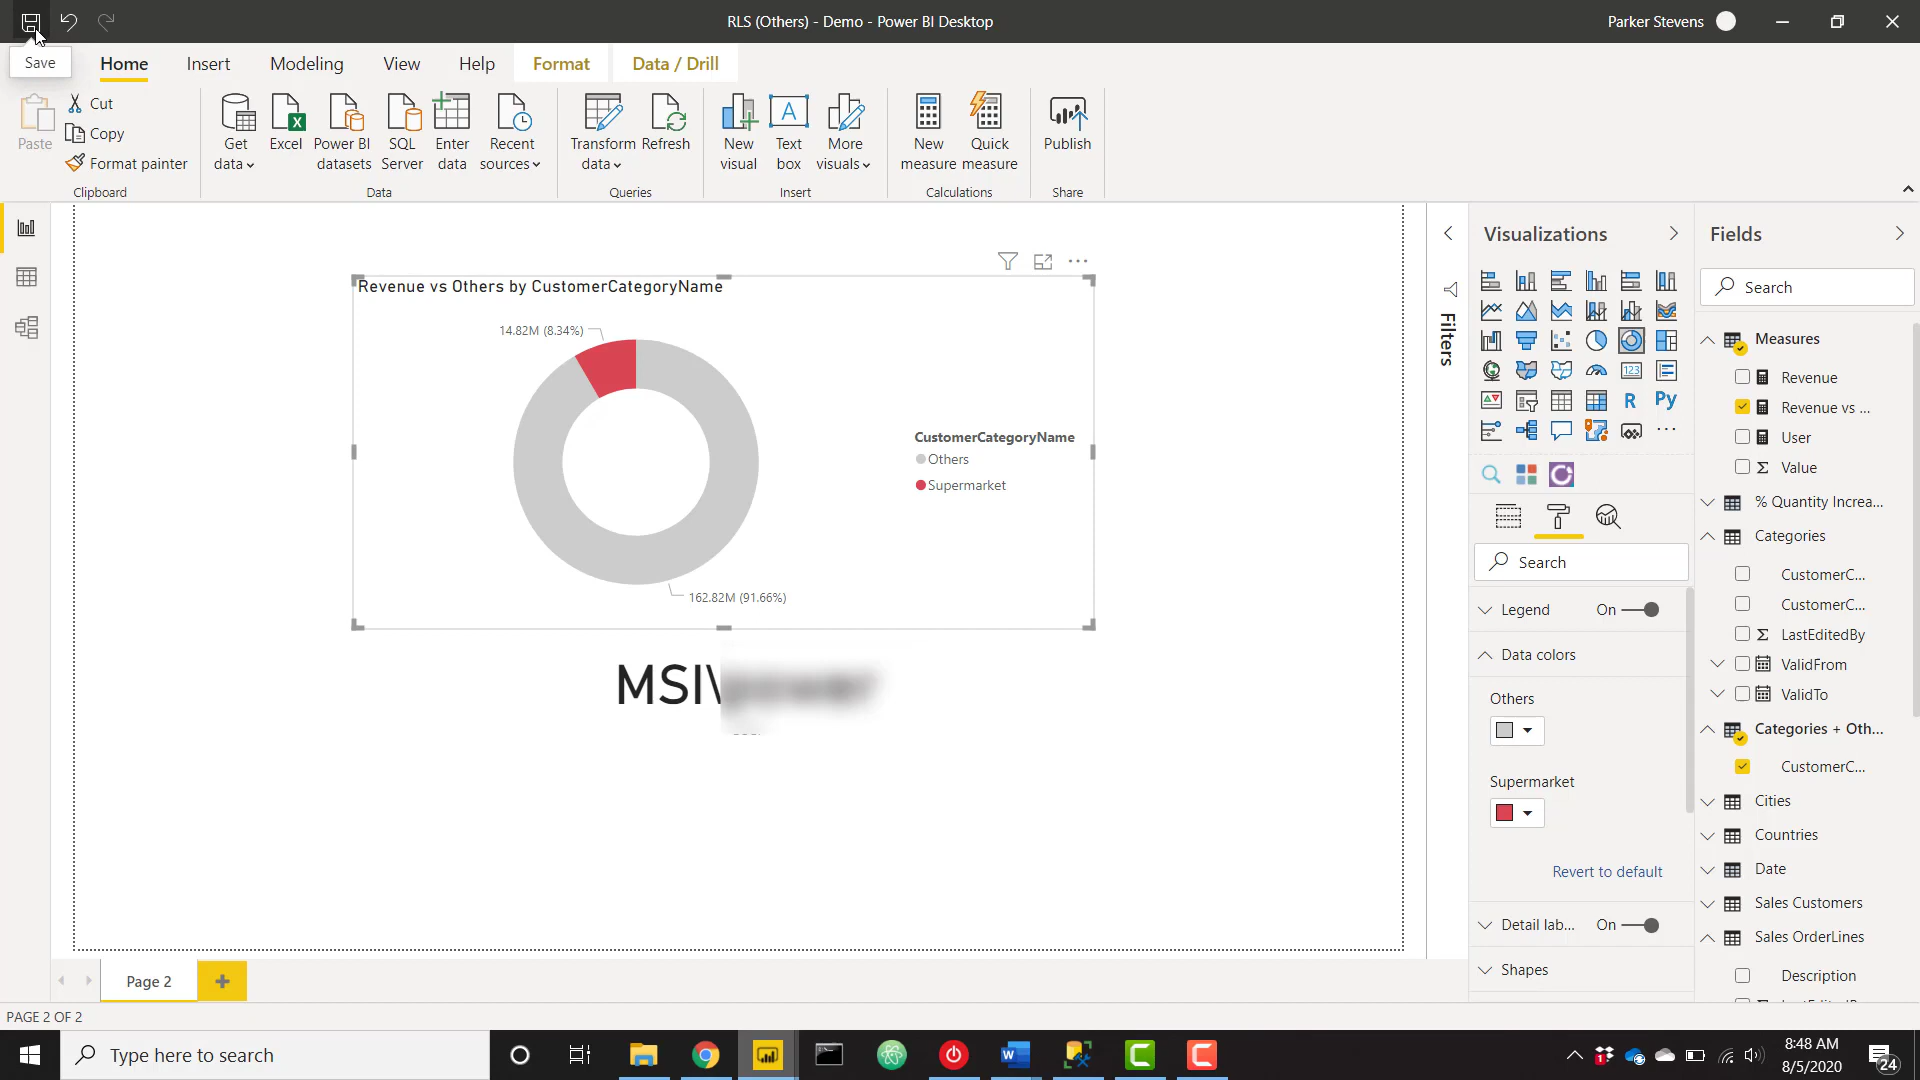 RLS (Others) - Demo - Power BI Desktop
Parker Stevens
Save
Home
Insert
Modeling
View
Help
Format
Data / Drill
Paste
Cut
Copy
Format painter
Clipboard
Get data
Excel
Power BI datasets
SQL Server
Enter data
Recent sources
Data
Transform data
Refresh
Queries
New visual
Text box
More visuals
Insert
New measure
Quick measure
Calculations
Publish
Share
Revenue vs Others by CustomerCategoryName
14.82M (8.34%)
162.82M (91.66%)
CustomerCategoryName
Others
Supermarket
MSI\
Filters
Visualizations
123
R
Py
Search
Legend
On
Data colors
Others
Supermarket
Revert to default
Detail lab...
On
Shapes
Fields
Search
Measures
Revenue
Revenue vs ...
User
Value
% Quantity Increa...
Categories
CustomerC...
CustomerC...
LastEditedBy
ValidFrom
ValidTo
Categories + Oth...
CustomerC...
Cities
Countries
Date
Sales Customers
Sales OrderLines
Description
Page 2
PAGE 2 OF 2
Type here to search
8:48 AM
8/5/2020
24